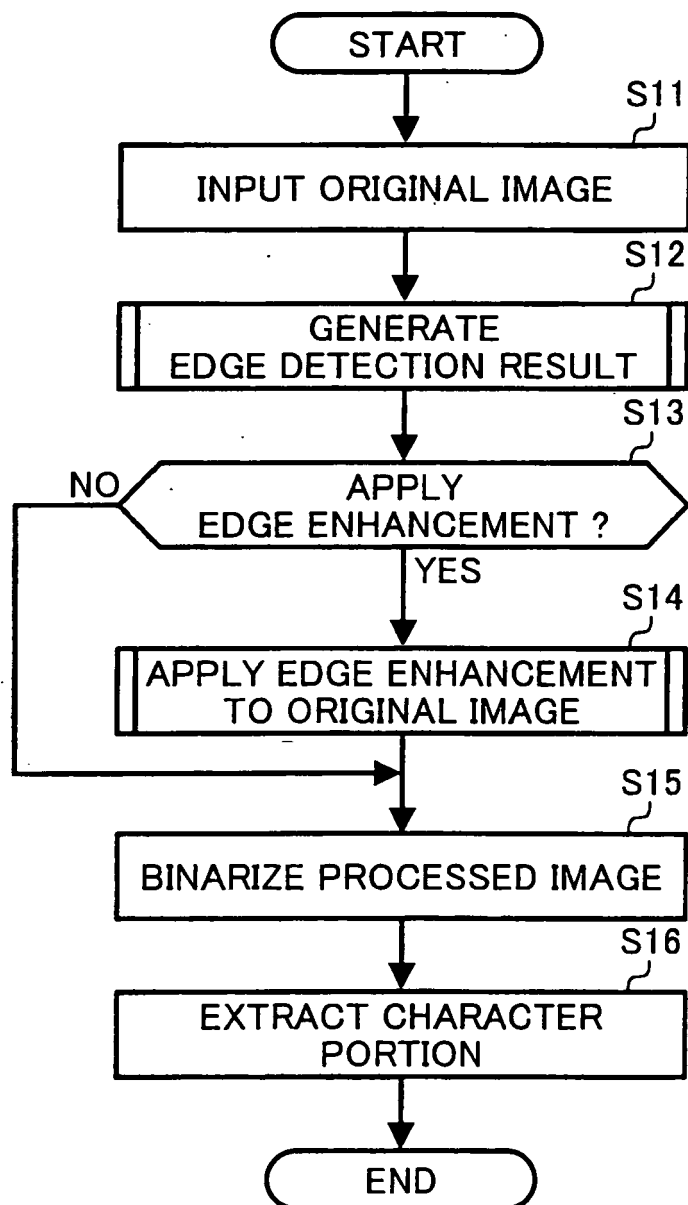 START
S11
INPUT ORIGINAL IMAGE
S12
GENERATE
EDGE DETECTION RESULT
S13
NO
APPLY
EDGE ENHANCEMENT ?
YES
S14
APPLY EDGE ENHANCEMENT
TO ORIGINAL IMAGE
S15
BINARIZE PROCESSED IMAGE
S16
EXTRACT CHARACTER
PORTION
END